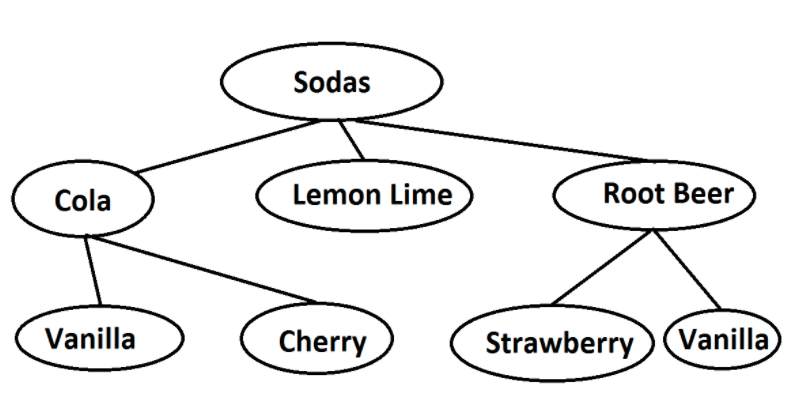 Sodas
Cola
Lemon Lime
Root Beer
Vanilla
Cherry
Strawberry
Vanilla